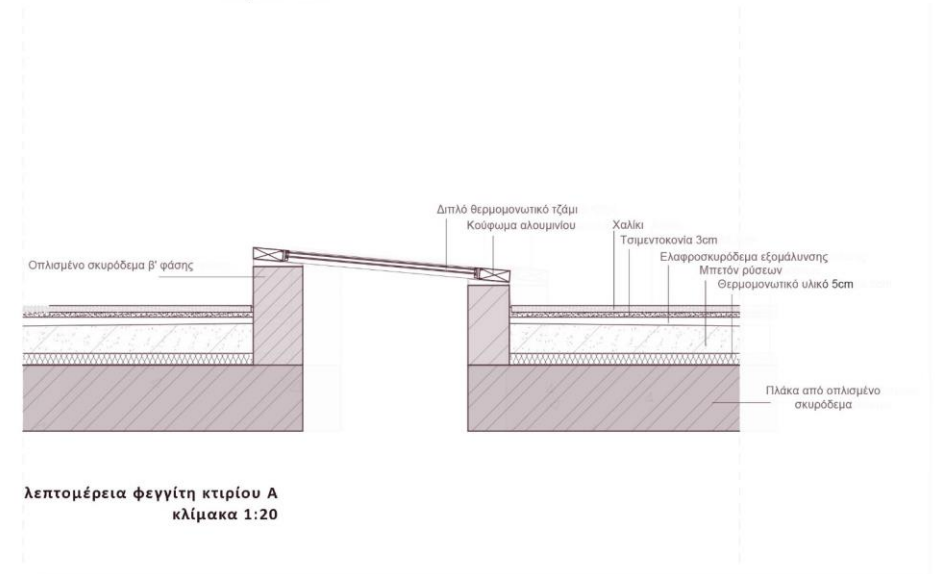 Διπλό θερμομονωτικό τζάμι
Κούφωμα αλουμινίου
Χαλίκι
Τσιμεντοκονία 3cm
Ελαφροσκυρόδεμα εξομάλυνσης
Μπετόν ρύσεων
Θερμομονωτικό υλικό 5cm
Οπλισμένο σκυρόδεμα β' φάσης
Πλάκα από οπλισμένο
σκυρόδεμα
λεπτομέρεια φεγγίτη κτιρίου Α
κλίμακα 1:20